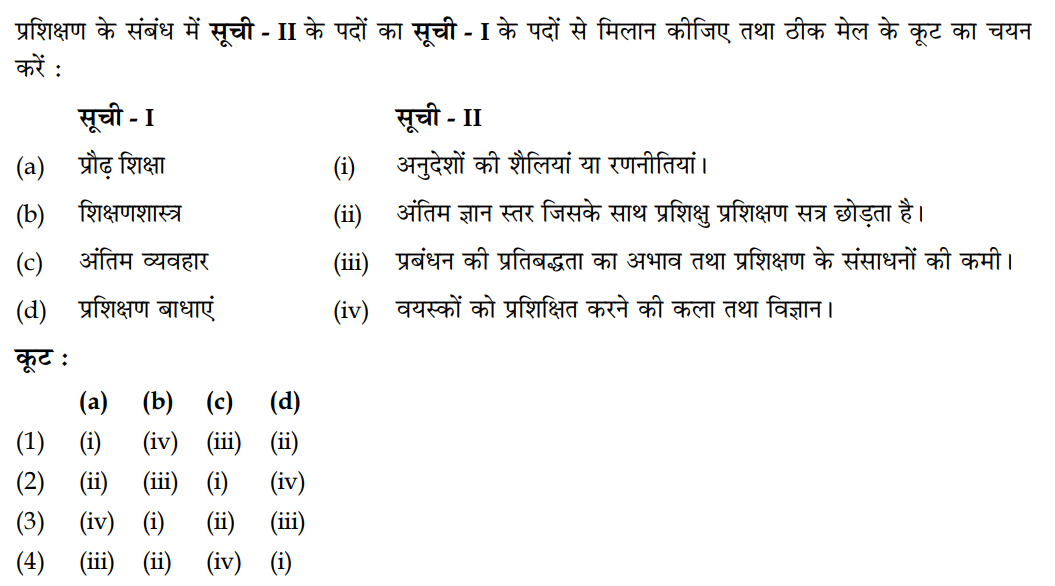 प्रशिक्षण के संबंध में सूची - II के पदों का सूची - I के पदों से मिलान कीजिए तथा ठीक मेल के कूट का चयन
करें :
सूची - I सूची - II
(a) प्रौढ़ शिक्षा (i) अनुदेशों की शैलियां या रणनीतियां।
(b) शिक्षणशास्त्र (ii) अंतिम ज्ञान स्तर जिसके साथ प्रशिक्षु प्रशिक्षण सत्र छोड़ता है।
(c) अंतिम व्यवहार (iii) प्रबंधन की प्रतिबद्धता का अभाव तथा प्रशिक्षण के संसाधनों की कमी।
(d) प्रशिक्षण बाधाएं (iv) वयस्कों को प्रशिक्षित करने की कला तथा विज्ञान।
कूट :
(a) (b) (c) (d)
(1) (i) (iv) (iii) (ii)
(2) (ii) (iii) (i) (iv)
(3) (iv) (i) (ii) (iii)
(4) (iii) (ii) (iv) (i)